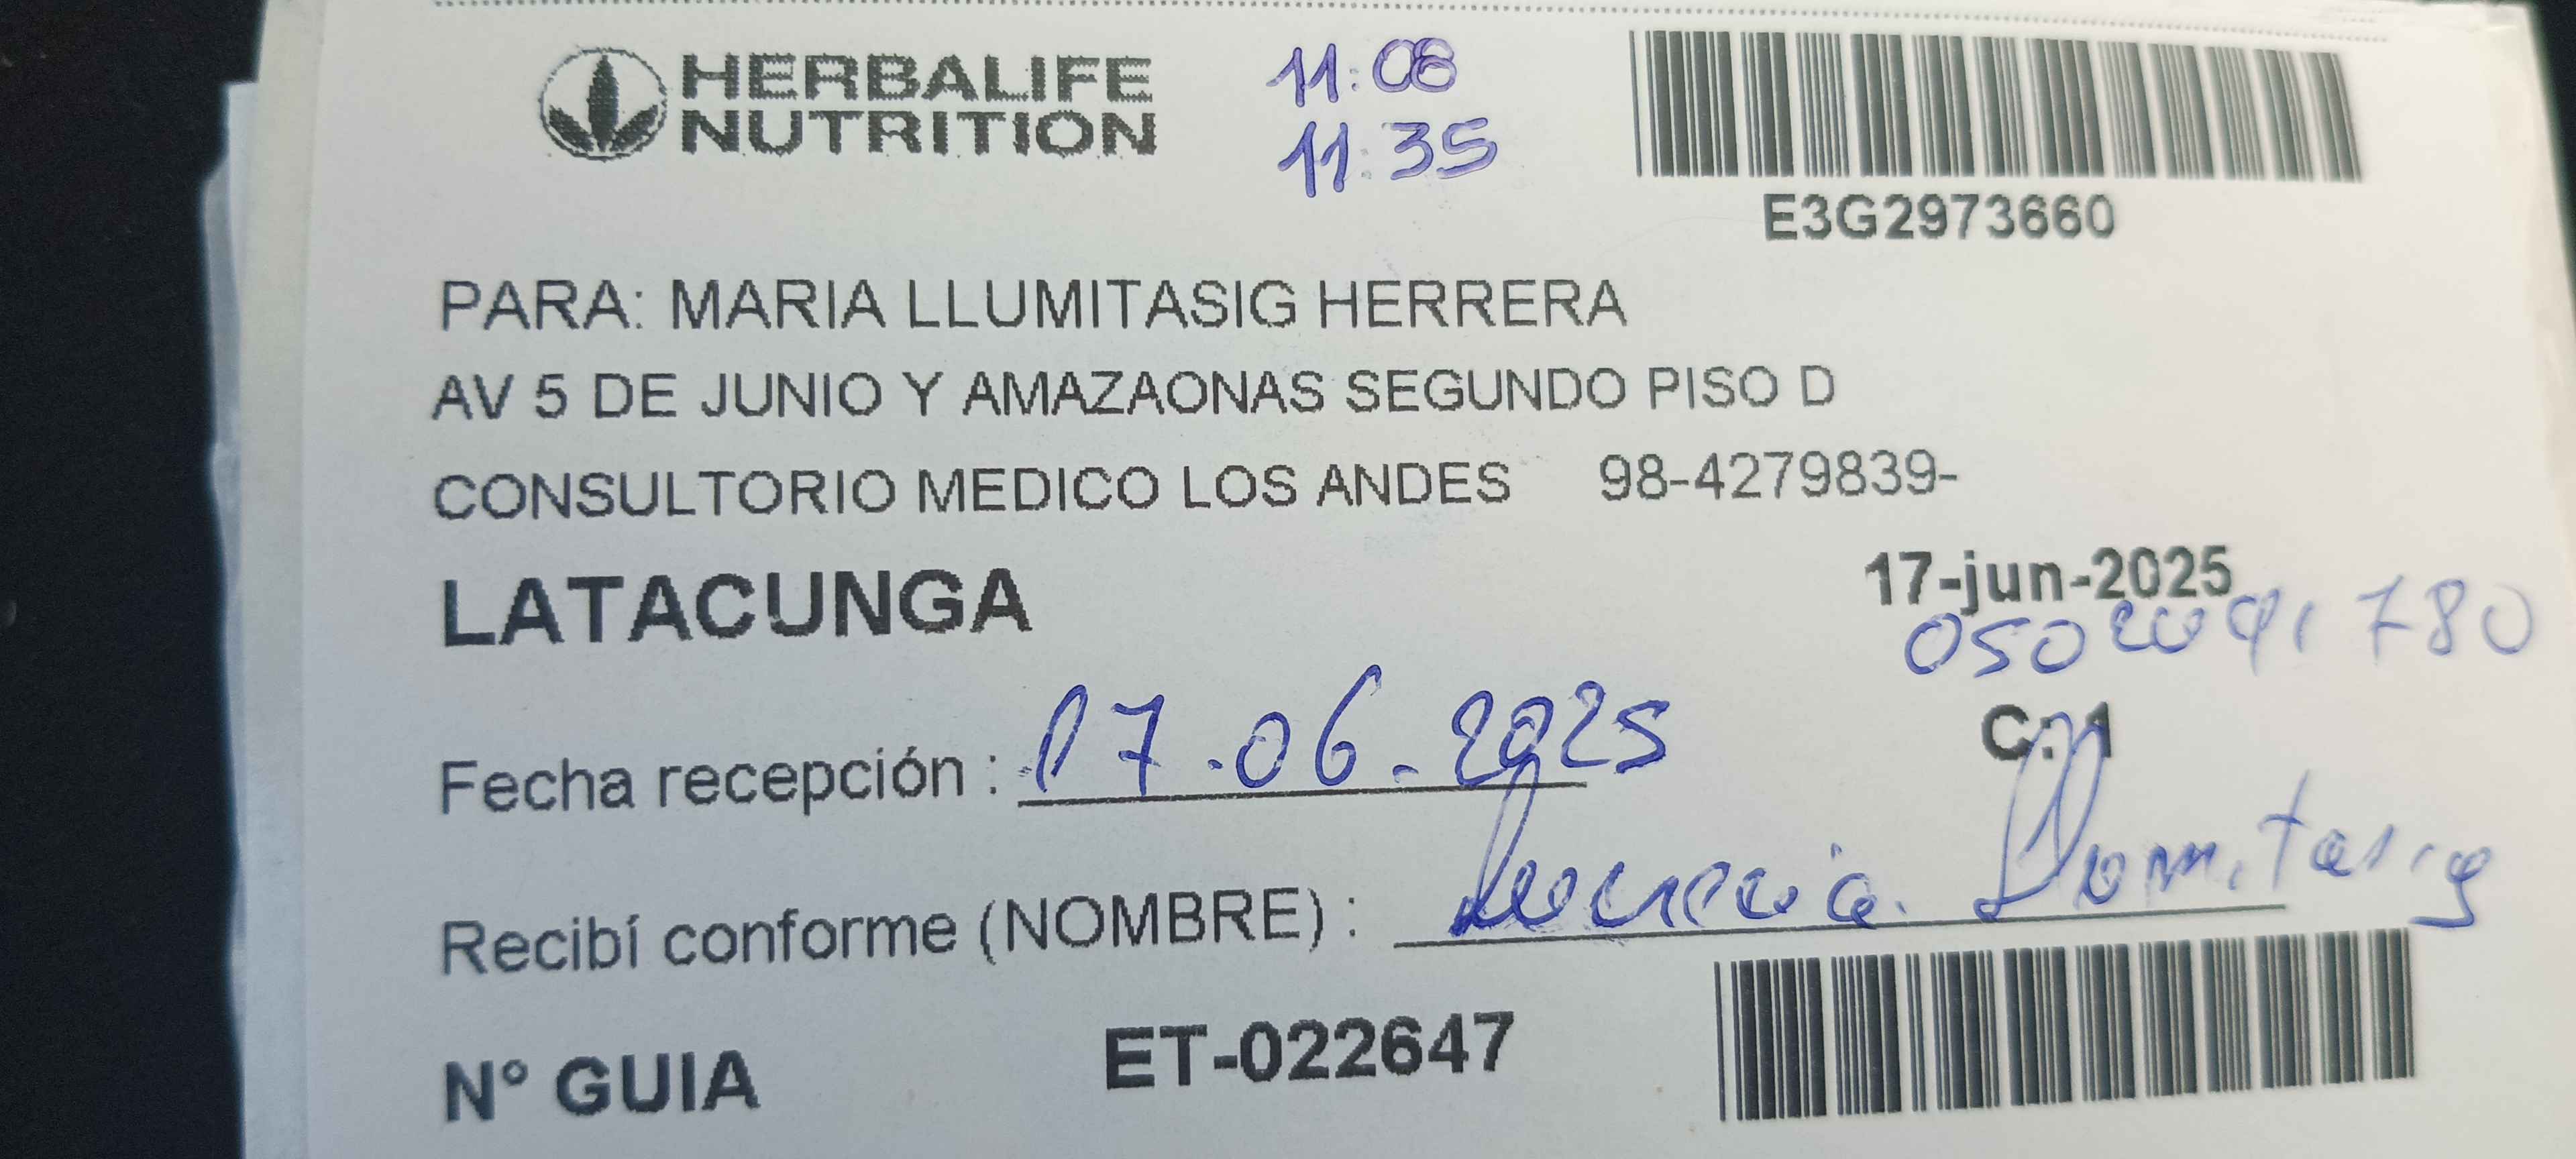 HERBALIFE
NUTRITION
11:08
11:35
E3G2973660
PARA: MARIA LLUMITASIG HERRERA
AV 5 DE JUNIO Y AMAZAONAS SEGUNDO PISO D
CONSULTORIO MEDICO LOS ANDES 98-4279839-
LATACUNGA
17-jun-2025
C: 1
Fecha recepción : 17.06.2025
Recibí conforme (NOMBRE) : Llumitasig
N° GUIA ET-022647